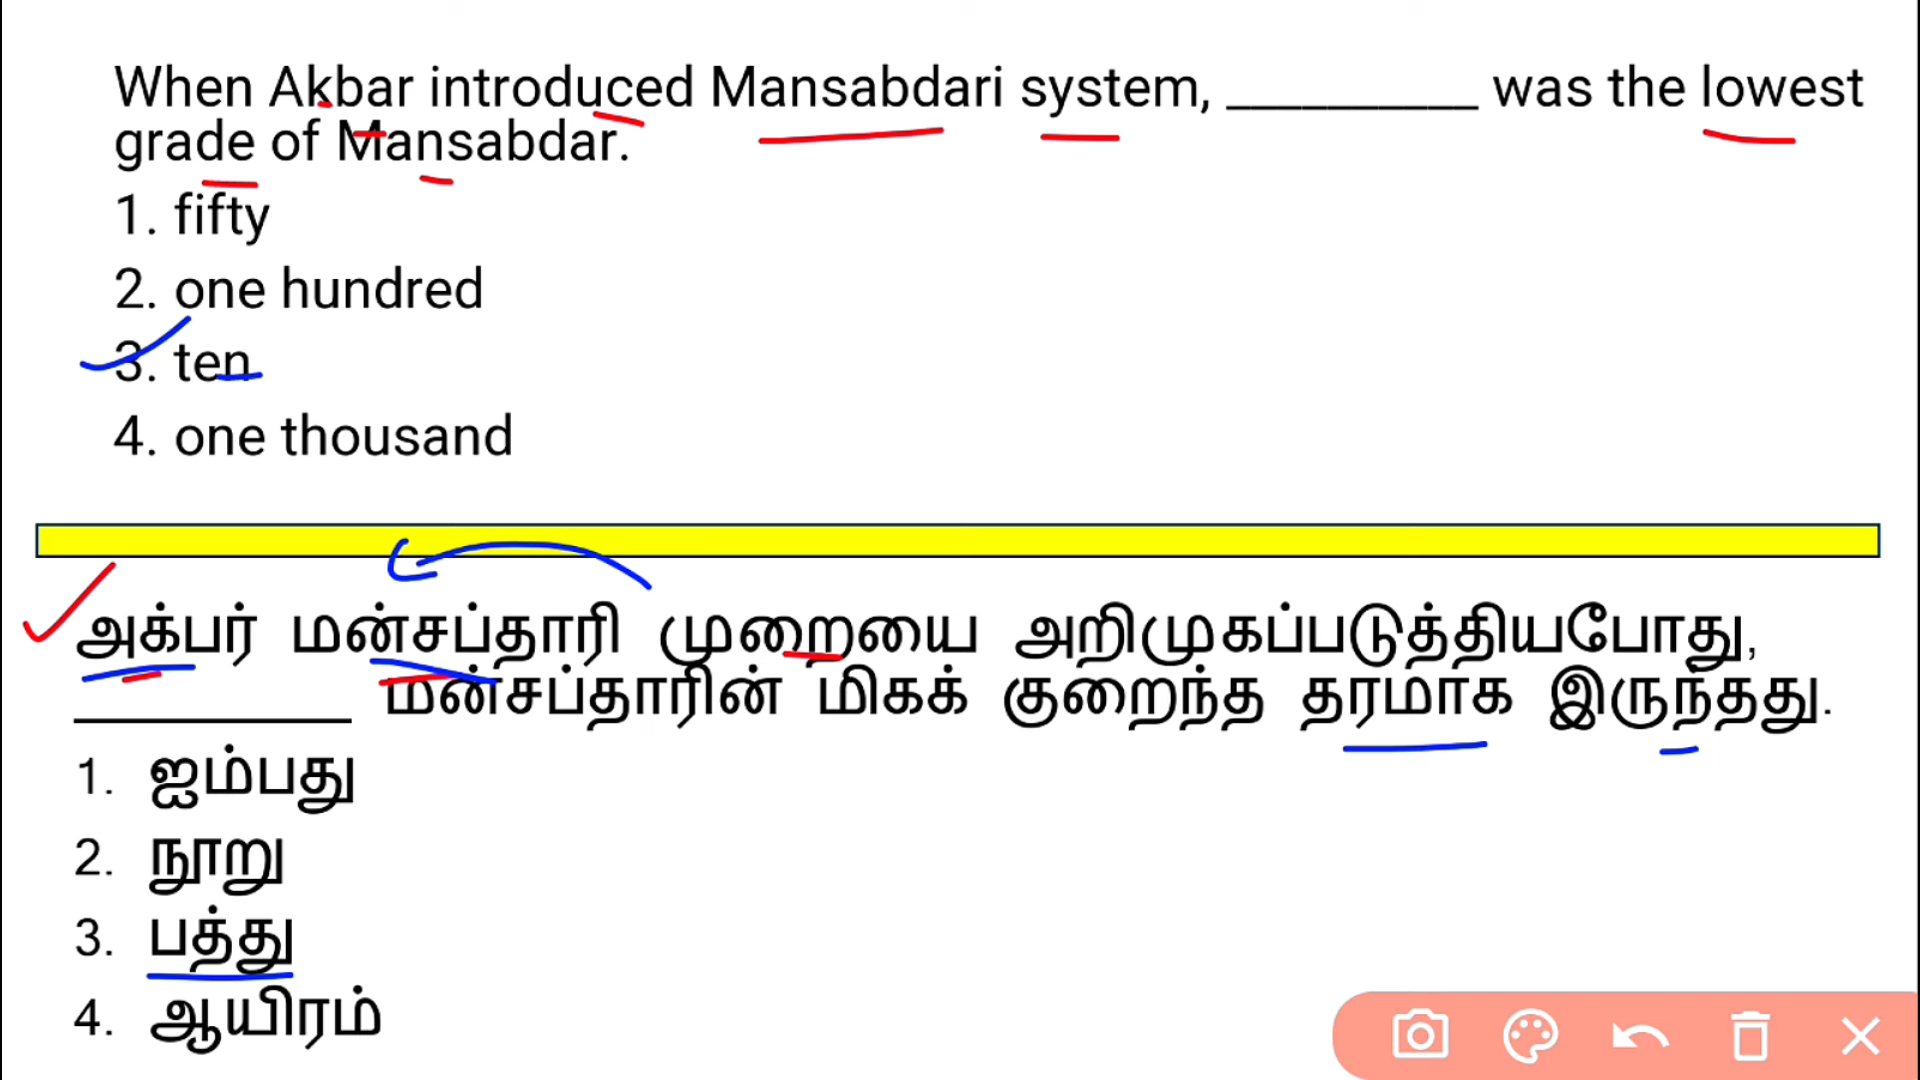 When Akbar introduced Mansabdari system, __________ was the lowest
grade of Mansabdar.
1. fifty
2. one hundred
3. ten
4. one thousand
அக்பர் மன்சப்தாரி முறையை அறிமுகப்படுத்தியபோது,
__________ மன்சப்தாரின் மிகக் குறைந்த தரமாக இருந்தது.
1. ஐம்பது
2. நூறு
3. பத்து
4. ஆயிரம்